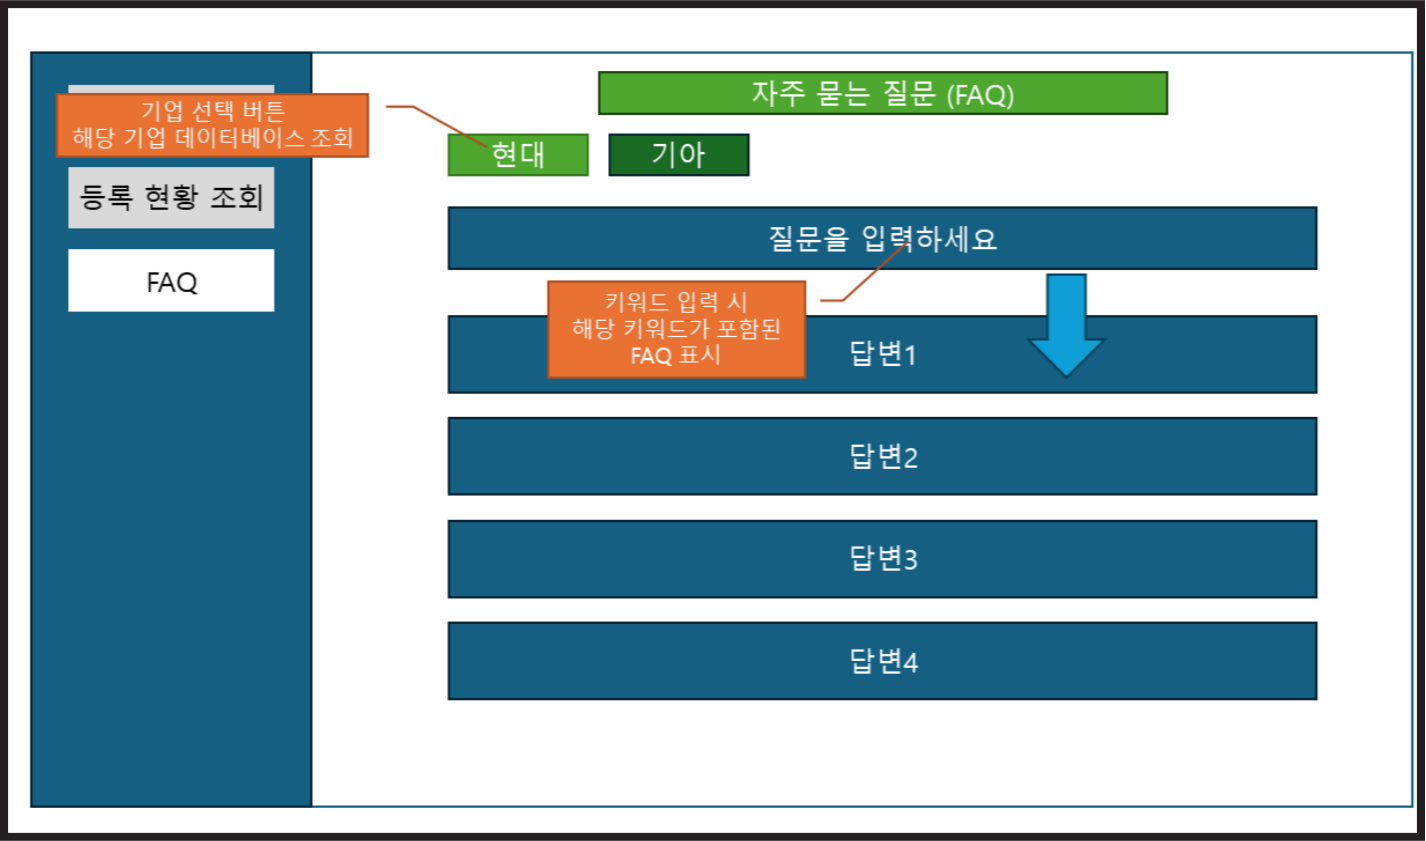 기업 선택 버튼
해당 기업 데이터베이스 조회
등록 현황 조회
FAQ
자주 묻는 질문 (FAQ)
현대
기아
질문을 입력하세요
키워드 입력 시
해당 키워드가 포함된
FAQ 표시
답변1
답변2
답변3
답변4